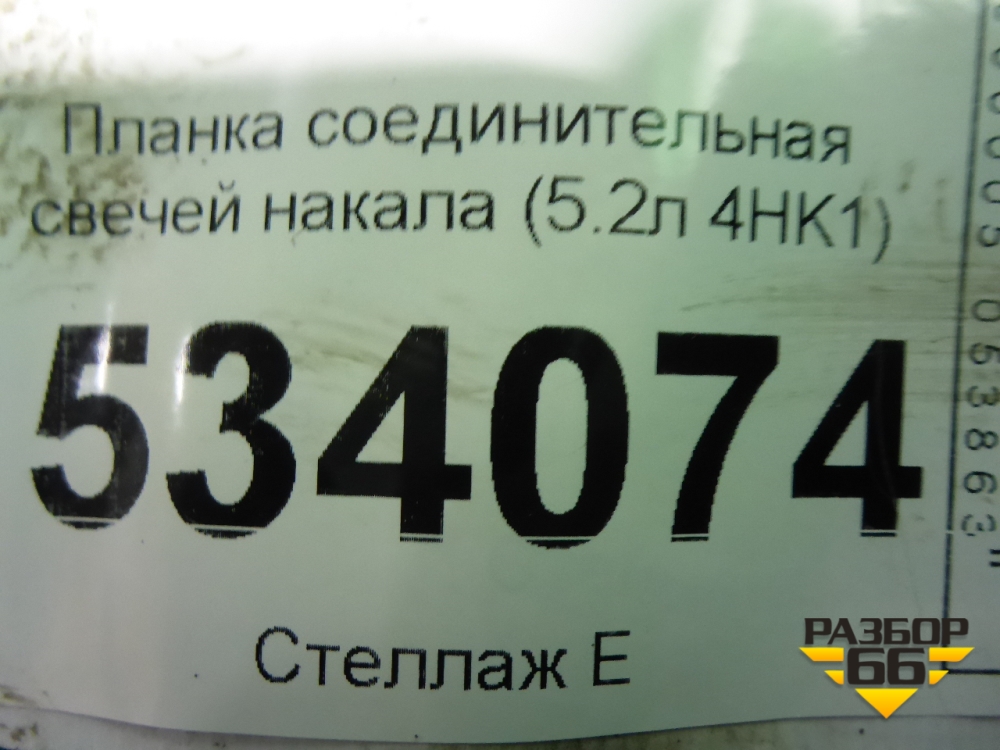 Планка соединительная
свечей накала (5.2л 4HK1)
534074
Стеллаж Е
РАЗБОР
66